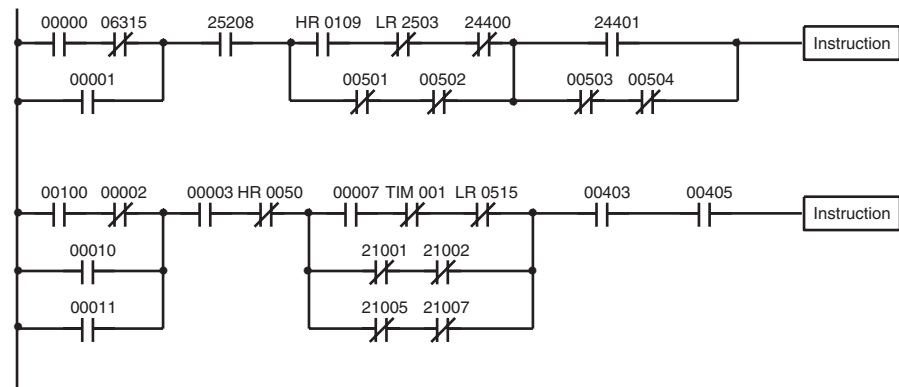 00000 06315 25208 HR 0109 LR 2503 24400 24401
Instruction
00001 00501 00502 00503 00504
00100 00002 00003 HR 0050 00007 TIM 001 LR 0515 00403 00405
Instruction
00010 21001 21002
00011 21005 21007